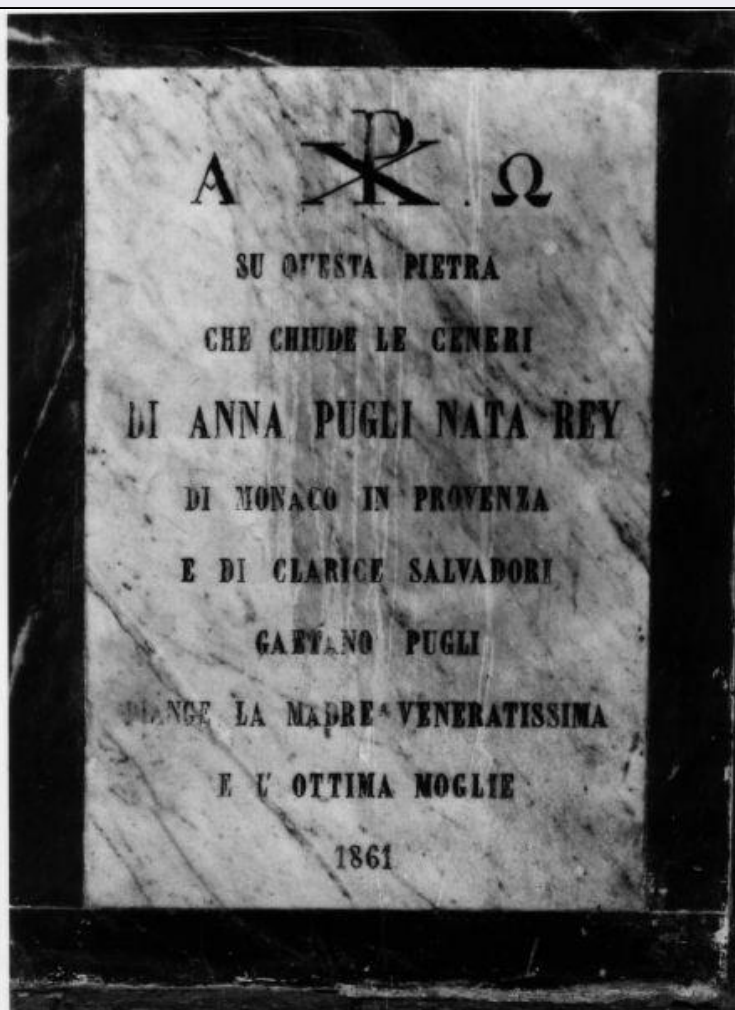 Α ☧ . Ω
SU QUESTA PIETRA
CHE CHIUDE LE CENERI
DI ANNA PUGLI NATA REY
DI MONACO IN PROVENZA
E DI CLARICE SALVADORI
GAETANO PUGLI
PIANGE LA MADRE VENERATISSIMA
E L' OTTIMA MOGLIE
1861